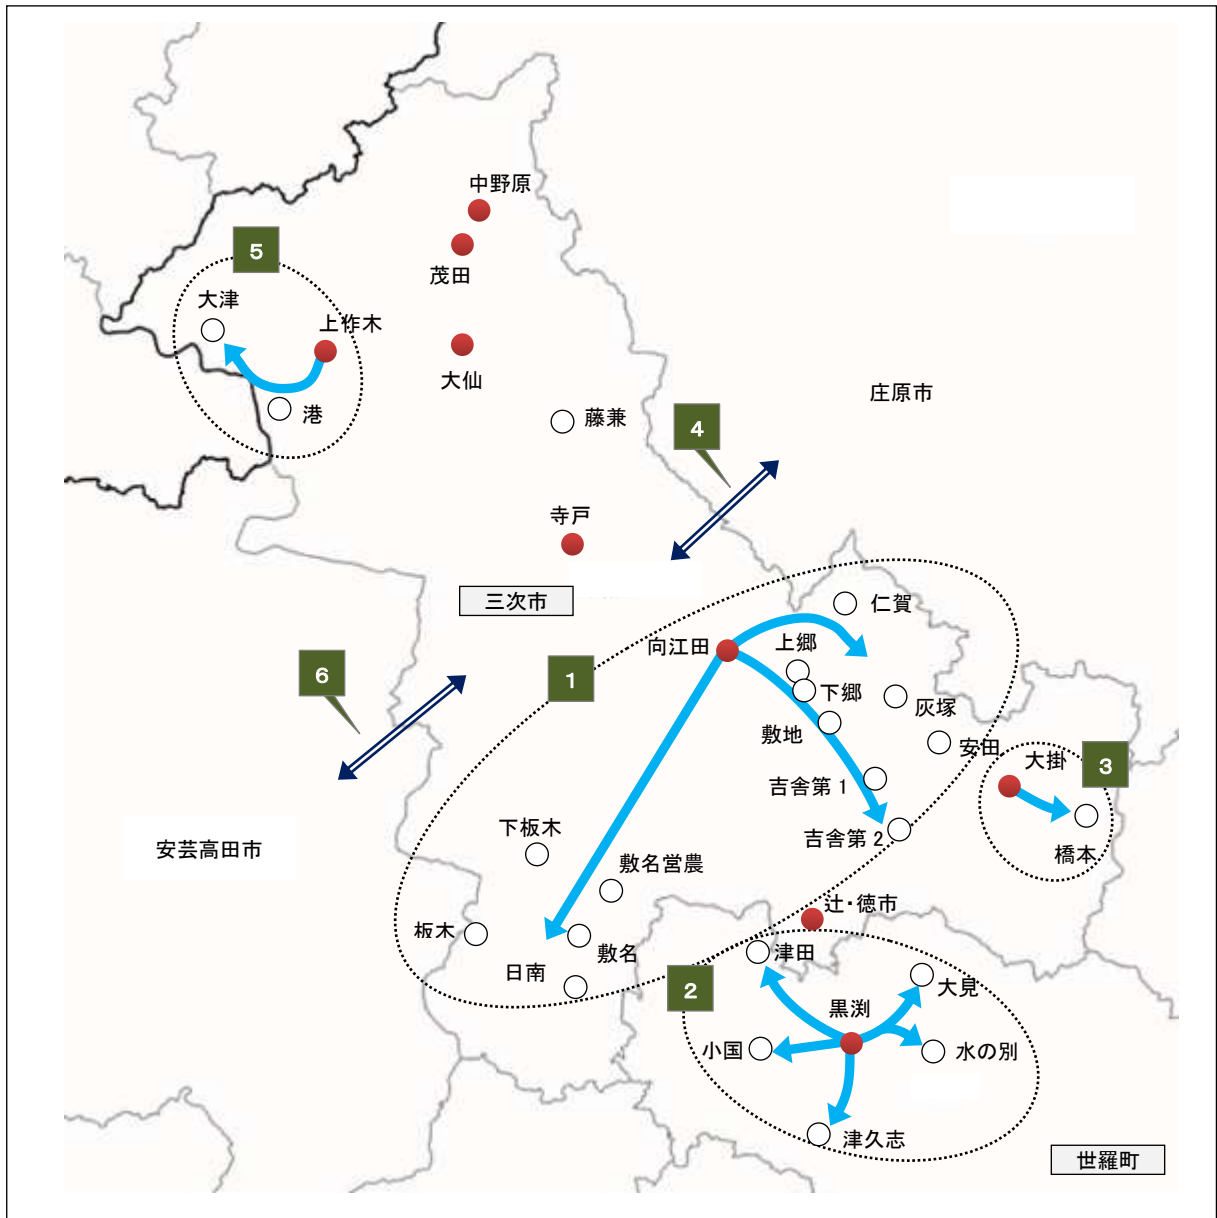 中野原
茂田
5
大津
上作木
大仙
港
藤兼
庄原市
4
寺戸
三次市
仁賀
向江田
上郷
6
1
下郷
灰塚
敷地
安田
大掛
3
吉舎第1
下板木
吉舎第2
安芸高田市
橋本
敷名営農
辻・徳市
板木
敷名
津田
日南
2
大見
黒渕
小国
水の別
津久志
世羅町